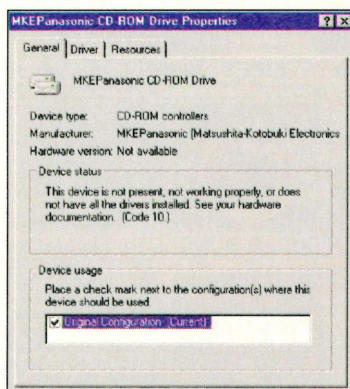 MKEPanasonic CD-ROM Drive Properties
General Driver Resources
MKEPanasonic CD-ROM Drive
Device type: CD-ROM controllers
Manufacturer: MKEPanasonic (Matsushita-Kotobuki Electronics
Hardware version: Not available
Device status
This device is not present, not working properly, or does
not have all the drivers installed. See your hardware
documentation. (Code 10.)
Device usage
Place a check mark next to the configuration(s) where this
device should be used.
Original Configuration (Current)